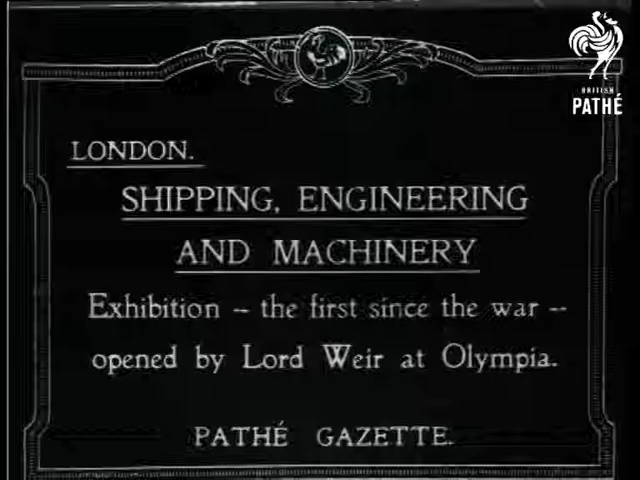 BRITISH
PATHÉ
LONDON.
SHIPPING, ENGINEERING
AND MACHINERY
Exhibition -- the first since the war --
opened by Lord Weir at Olympia.
PATHÉ GAZETTE.